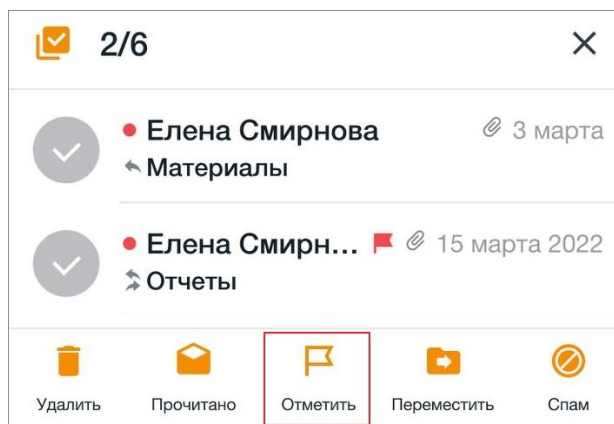 2/6
Елена Смирнова 3 марта
Материалы
Елена Смирн... 15 марта 2022
Отчеты
Удалить Прочитано Отметить Переместить Спам